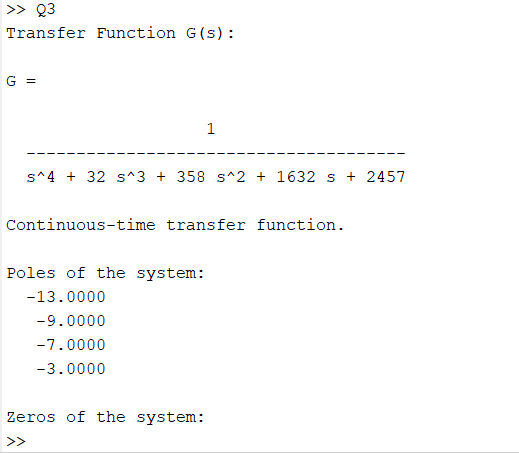 >> Q3
Transfer Function G(s):
G =
1
---------------------------------------
s^4 + 32 s^3 + 358 s^2 + 1632 s + 2457
Continuous-time transfer function.
Poles of the system:
-13.0000
-9.0000
-7.0000
-3.0000
Zeros of the system:
>>